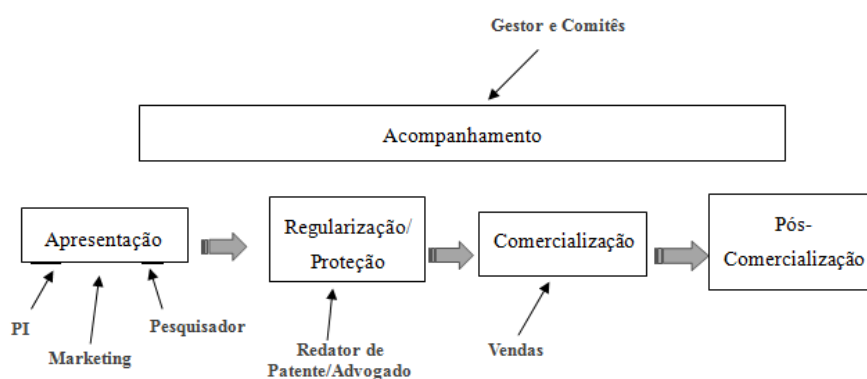 Gestor e Comitês
Acompanhamento
Apresentação
Regularização/
Proteção
Comercialização
Pós-
Comercialização
PI
Marketing
Pesquisador
Redator de
Patente/Advogado
Vendas